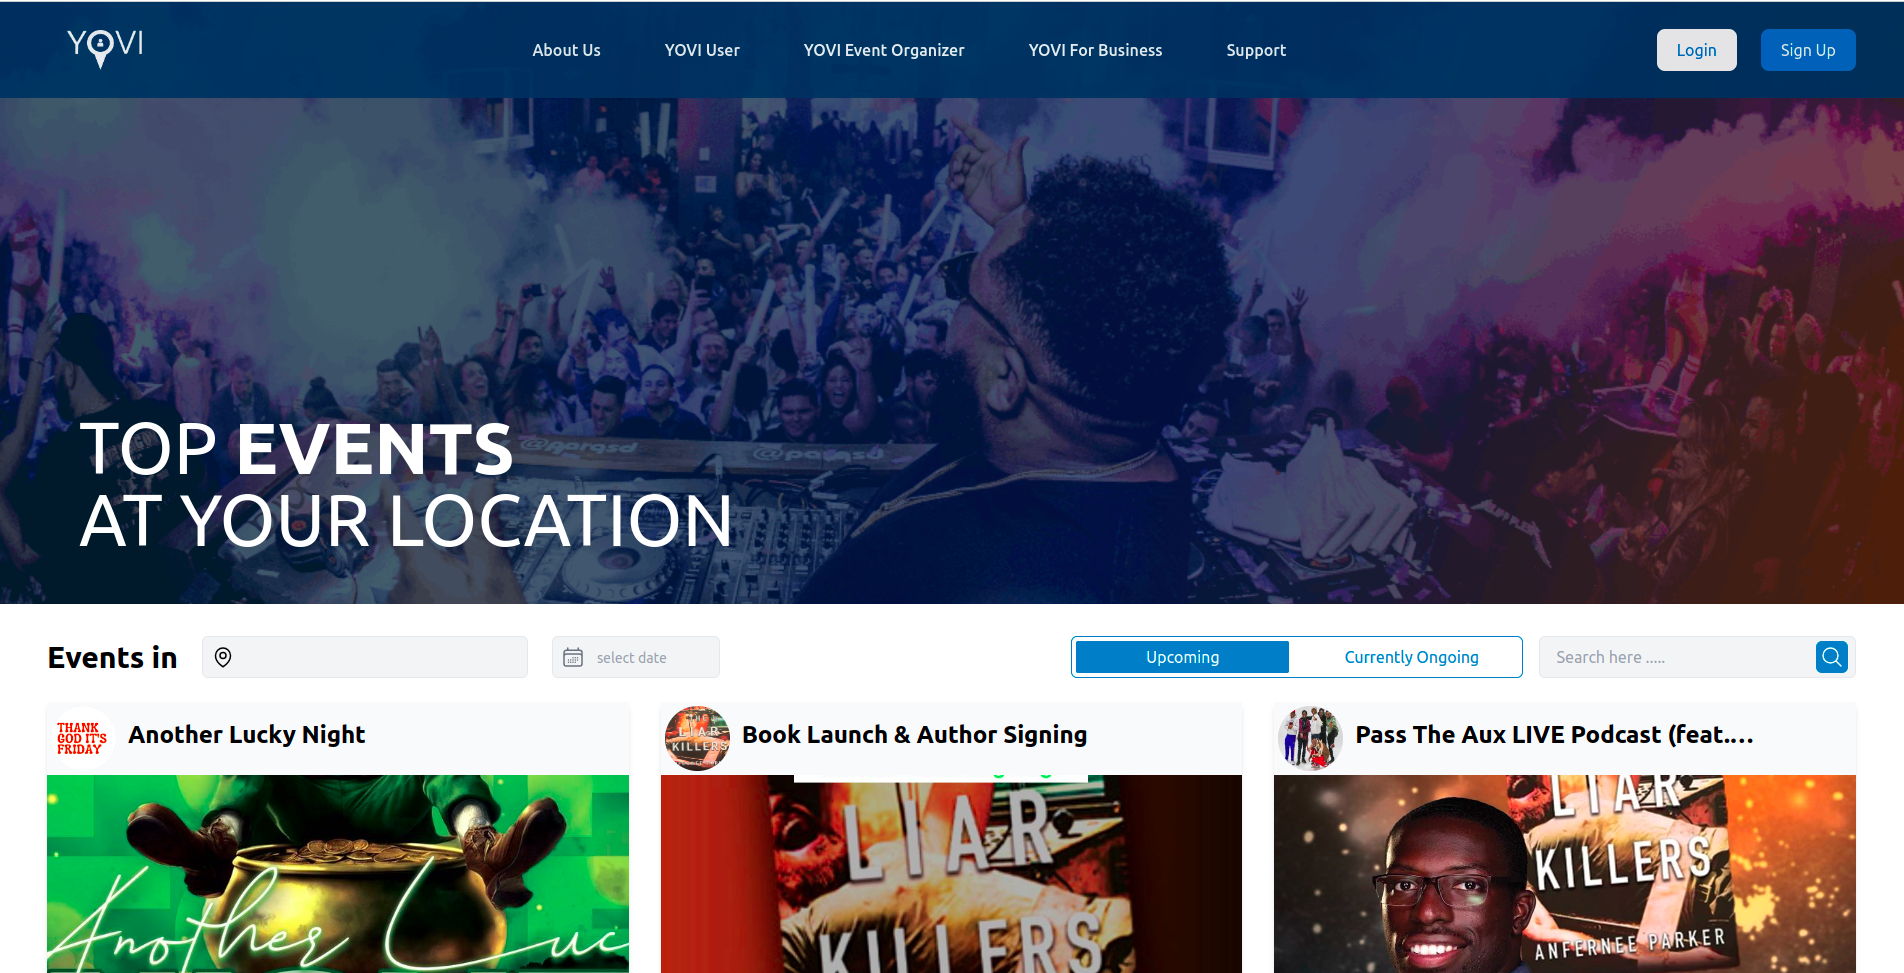 YOVI
About Us
YOVI User
YOVI Event Organizer
YOVI For Business
Support
Login
Sign Up
TOP EVENTS
AT YOUR LOCATION
Events in
select date
Upcoming
Currently Ongoing
Search here .....
THANK
GOD IT'S
FRIDAY
Another Lucky Night
LIAR
KILLERS
Book Launch & Author Signing
Pass The Aux LIVE Podcast (feat....
Another Luc
LIAR
KILLERS
LIAR
KILLERS
ANFERNEE PARKER